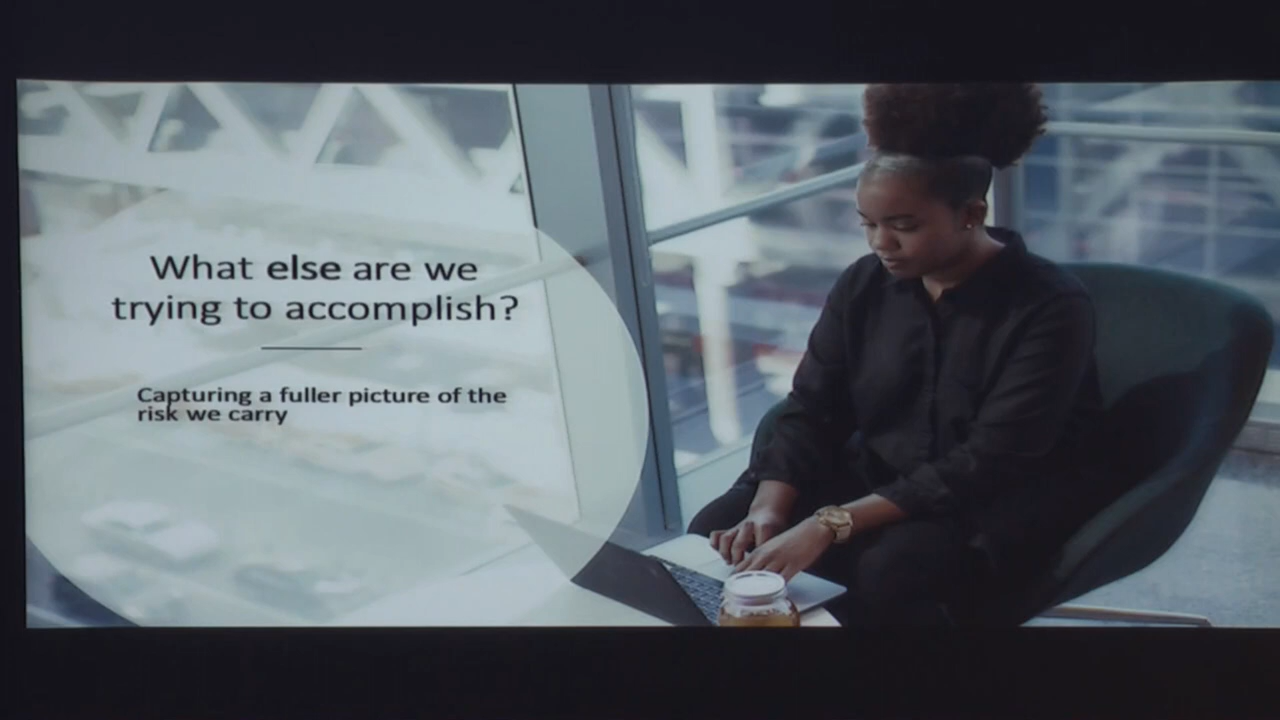 What else are we
trying to accomplish?
Capturing a fuller picture of the
risk we carry